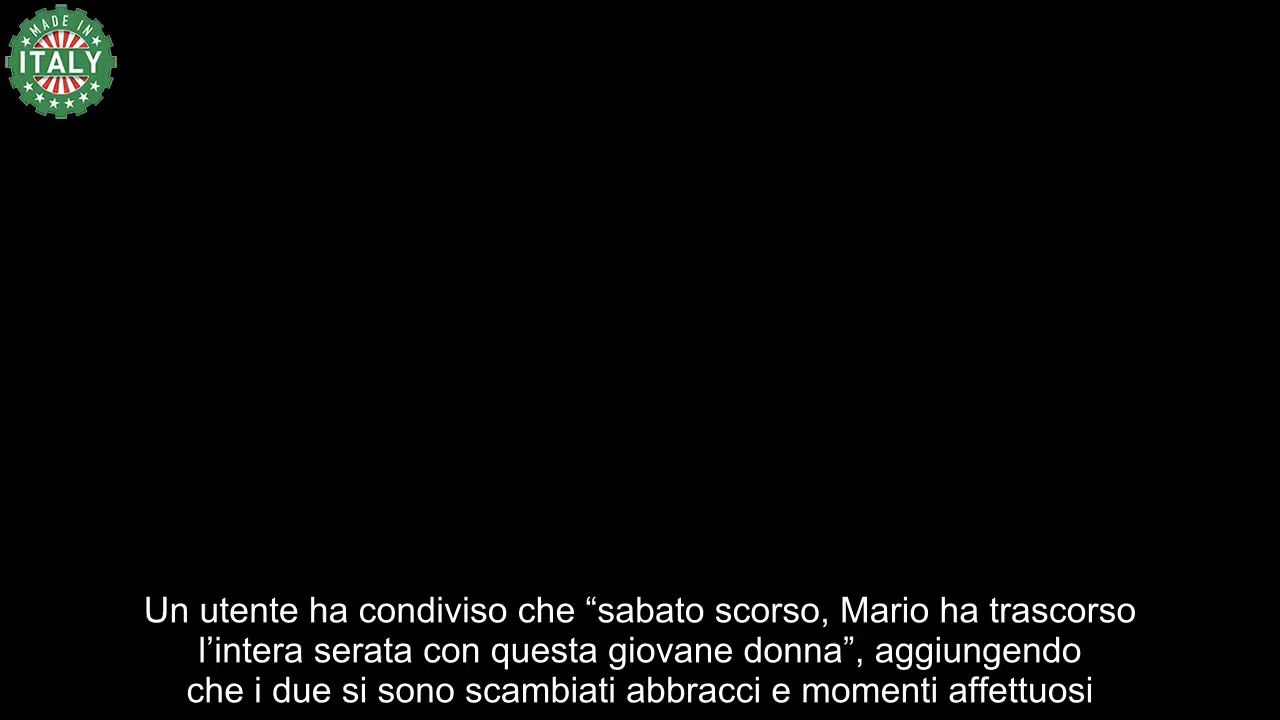 MADE IN
ITALY
Un utente ha condiviso che “sabato scorso, Mario ha trascorso
l’intera serata con questa giovane donna”, aggiungendo
che i due si sono scambiati abbracci e momenti affettuosi